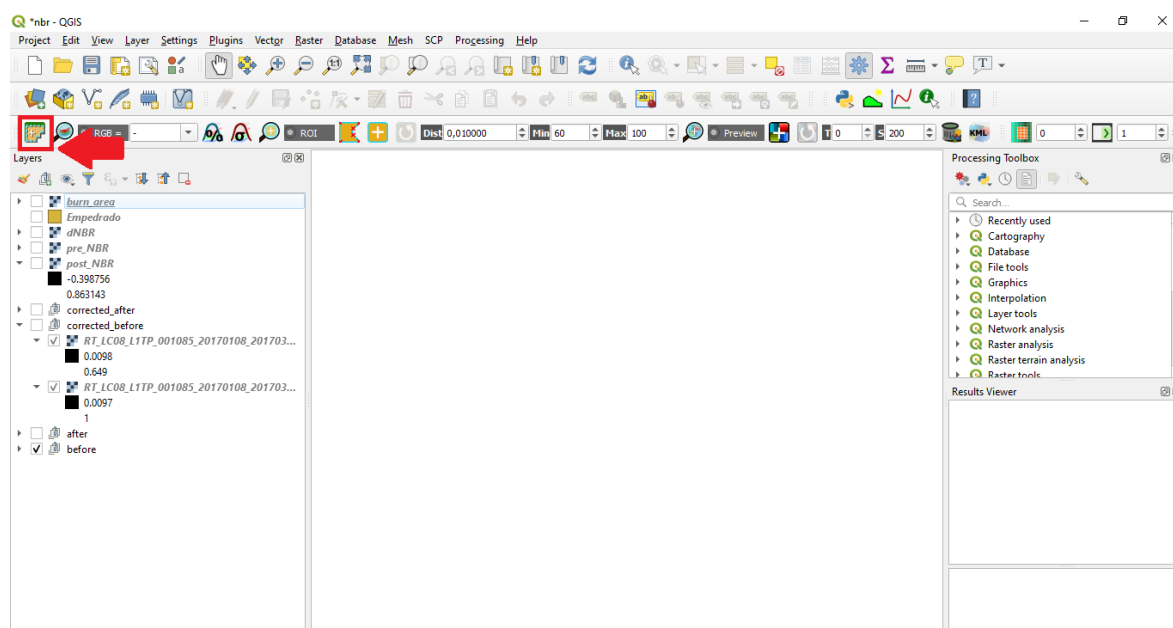 *nbr - QGIS
Project Edit View Layer Settings Plugins Vector Raster Database Mesh SCP Processing Help
RGB = - ROI Dist 0,010000 Min 60 Max 100 Preview T 0 S 200 KML 0 1
Layers
burn_area
Empedrado
dNBR
pre_NBR
post_NBR
-0.398756
0.863143
corrected_after
corrected_before
RT_LC08_L1TP_001085_20170108_201703...
0.0098
0.649
RT_LC08_L1TP_001085_20170108_201703...
0.0097
1
after
before
Processing Toolbox
Search...
Recently used
Cartography
Database
File tools
Graphics
Interpolation
Layer tools
Network analysis
Raster analysis
Raster terrain analysis
Raster tools
Results Viewer